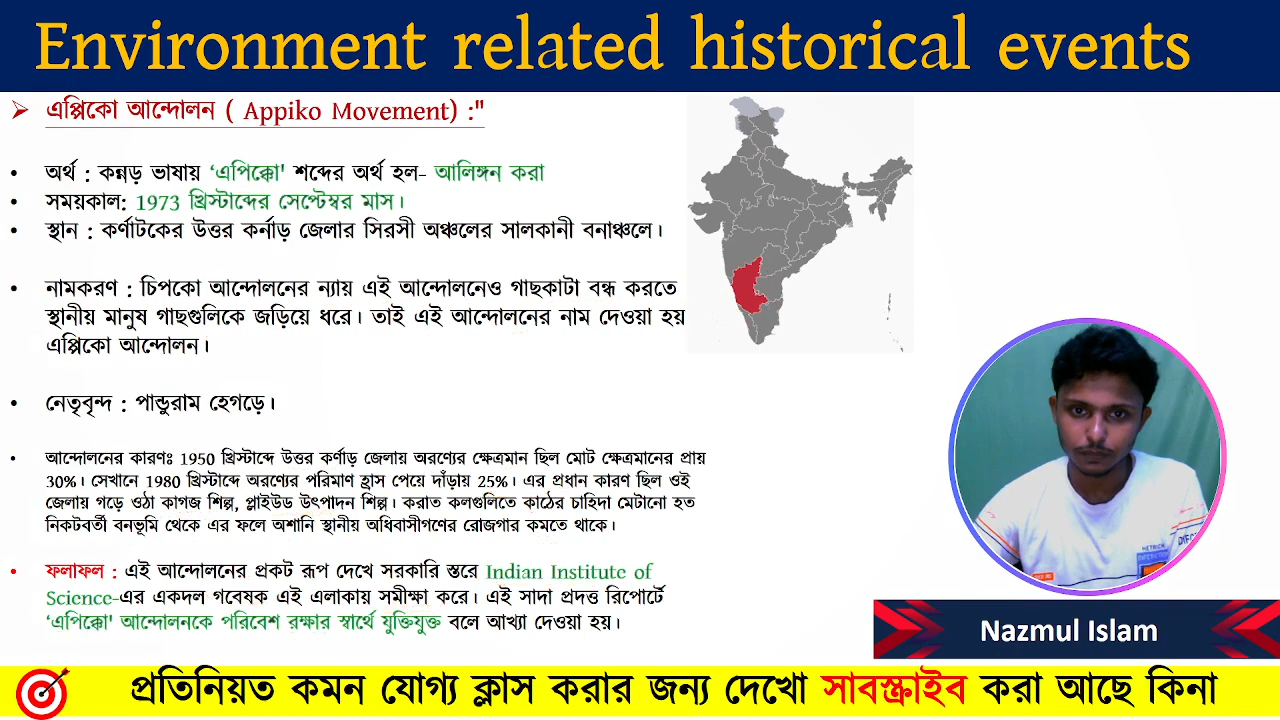 Environment related historical events
এপ্পিকো আন্দোলন ( Appiko Movement) :"
অর্থ : কন্নড় ভাষায় ‘এপিক্কো' শব্দের অর্থ হল- আলিঙ্গন করা
সময়কাল: 1973 খ্রিস্টাব্দের সেপ্টেম্বর মাস।
স্থান : কর্ণাটকের উত্তর কর্নাড় জেলার সিরসী অঞ্চলের সালকানী বনাঞ্চলে।
নামকরণ : চিপকো আন্দোলনের ন্যায় এই আন্দোলনেও গাছকাটা বন্ধ করতে
স্থানীয় মানুষ গাছগুলিকে জড়িয়ে ধরে। তাই এই আন্দোলনের নাম দেওয়া হয়
এপ্পিকো আন্দোলন।
নেতৃবৃন্দ : পান্ডুরাম হেগড়ে।
আন্দোলনের কারণঃ 1950 খ্রিস্টাব্দে উত্তর কর্ণাড় জেলায় অরণ্যের ক্ষেত্রমান ছিল মোট ক্ষেত্রমানের প্রায়
30%। সেখানে 1980 খ্রিস্টাব্দে অরণ্যের পরিমাণ হ্রাস পেয়ে দাঁড়ায় 25%। এর প্রধান কারণ ছিল ওই
জেলায় গড়ে ওঠা কাগজ শিল্প, প্লাইউড উৎপাদন শিল্প। করাত কলগুলিতে কাঠের চাহিদা মেটানো হত
নিকটবর্তী বনভূমি থেকে এর ফলে অশানি স্থানীয় অধিবাসীগণের রোজগার কমতে থাকে।
ফলাফল : এই আন্দোলনের প্রকট রূপ দেখে সরকারি স্তরে Indian Institute of
Science-এর একদল গবেষক এই এলাকায় সমীক্ষা করে। এই সাদা প্রদত্ত রিপোর্টে
‘এপিক্কো' আন্দোলনকে পরিবেশ রক্ষার স্বার্থে যুক্তিযুক্ত বলে আখ্যা দেওয়া হয়।
Nazmul Islam
প্রতিনিয়ত কমন যোগ্য ক্লাস করার জন্য দেখো সাবস্ক্রাইব করা আছে কিনা